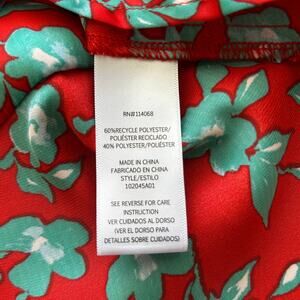 RN#114068
60%RECYCLE POLYESTER/
POLIÉSTER RECICLADO
40% POLYESTER/POLIÉSTER
MADE IN CHINA
FABRICADO EN CHINA
STYLE/ESTILO
102045A01
SEE REVERSE FOR CARE
INSTRUCTION
VER CUIDADOS AL DORSO
(VER EL DORSO PARA
DETALLES SOBRE CUIDADOS)